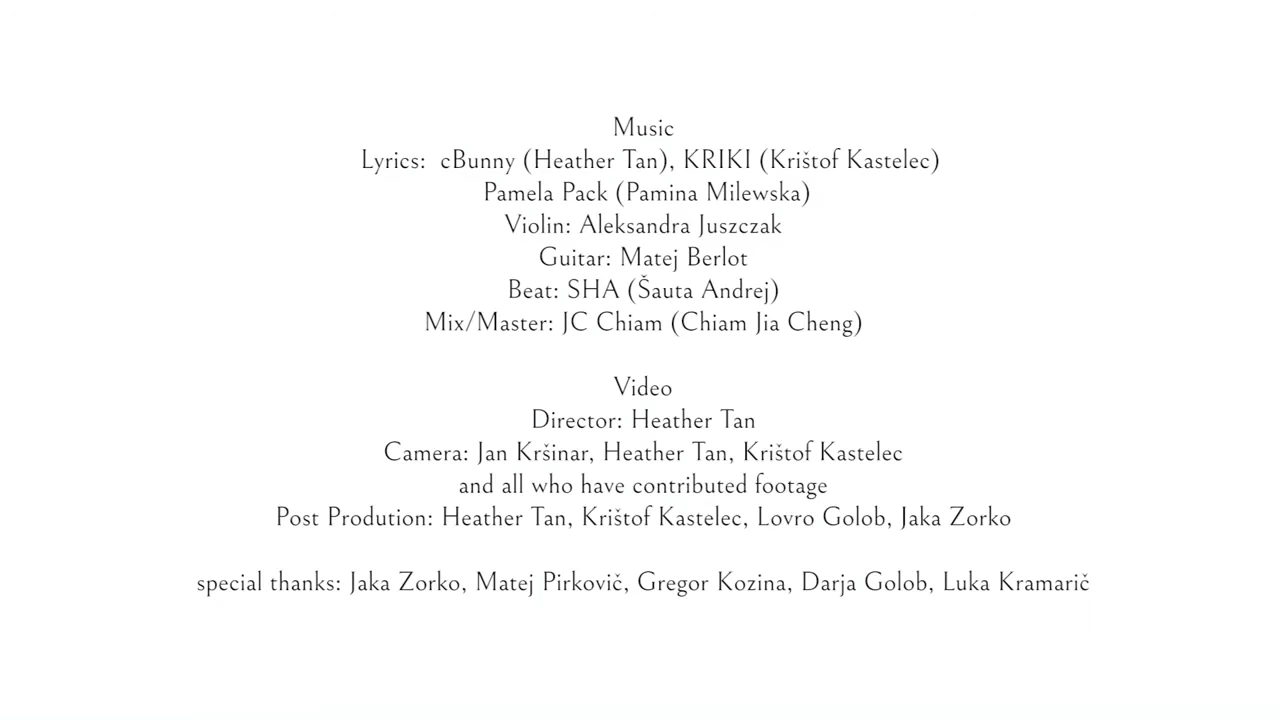 Music
Lyrics: cBunny (Heather Tan), KRIKI (Krištof Kastelec)
Pamela Pack (Pamina Milewska)
Violin: Aleksandra Juszczak
Guitar: Matej Berlot
Beat: SHA (Šauta Andrej)
Mix/Master: JC Chiam (Chiam Jia Cheng)
Video
Director: Heather Tan
Camera: Jan Kršinar, Heather Tan, Krištof Kastelec
and all who have contributed footage
Post Prodution: Heather Tan, Krištof Kastelec, Lovro Golob, Jaka Zorko
special thanks: Jaka Zorko, Matej Pirkovič, Gregor Kozina, Darja Golob, Luka Kramarič